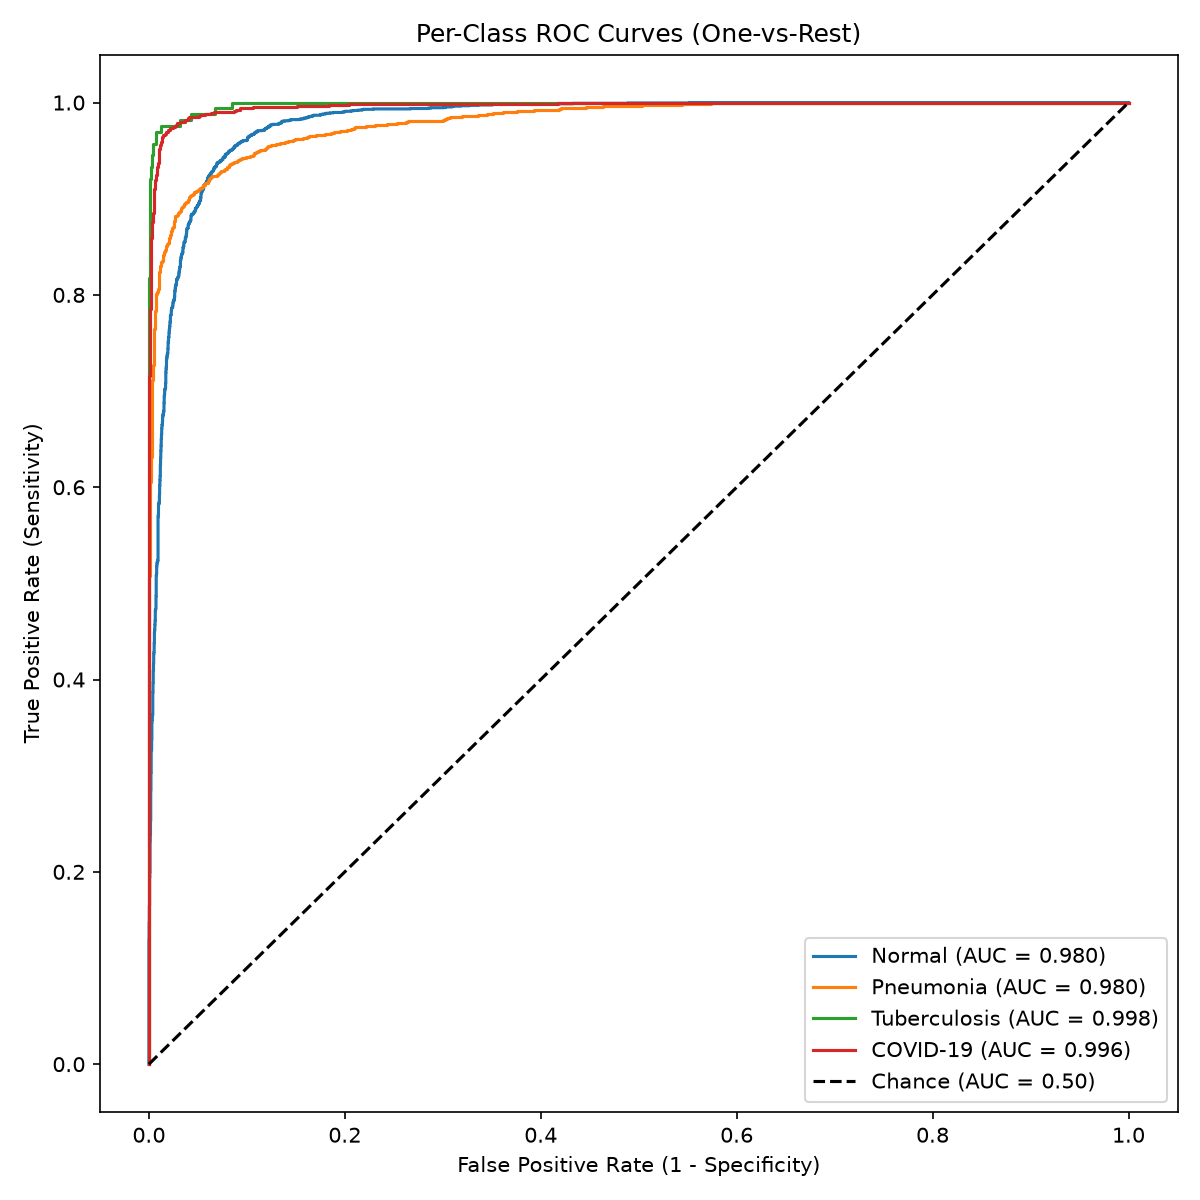 Per-Class ROC Curves (One-vs-Rest)
True Positive Rate (Sensitivity)
1.0
0.8
0.6
0.4
0.2
0.0
0.0 0.2 0.4 0.6 0.8 1.0
False Positive Rate (1 - Specificity)
Normal (AUC = 0.980)
Pneumonia (AUC = 0.980)
Tuberculosis (AUC = 0.998)
COVID-19 (AUC = 0.996)
Chance (AUC = 0.50)